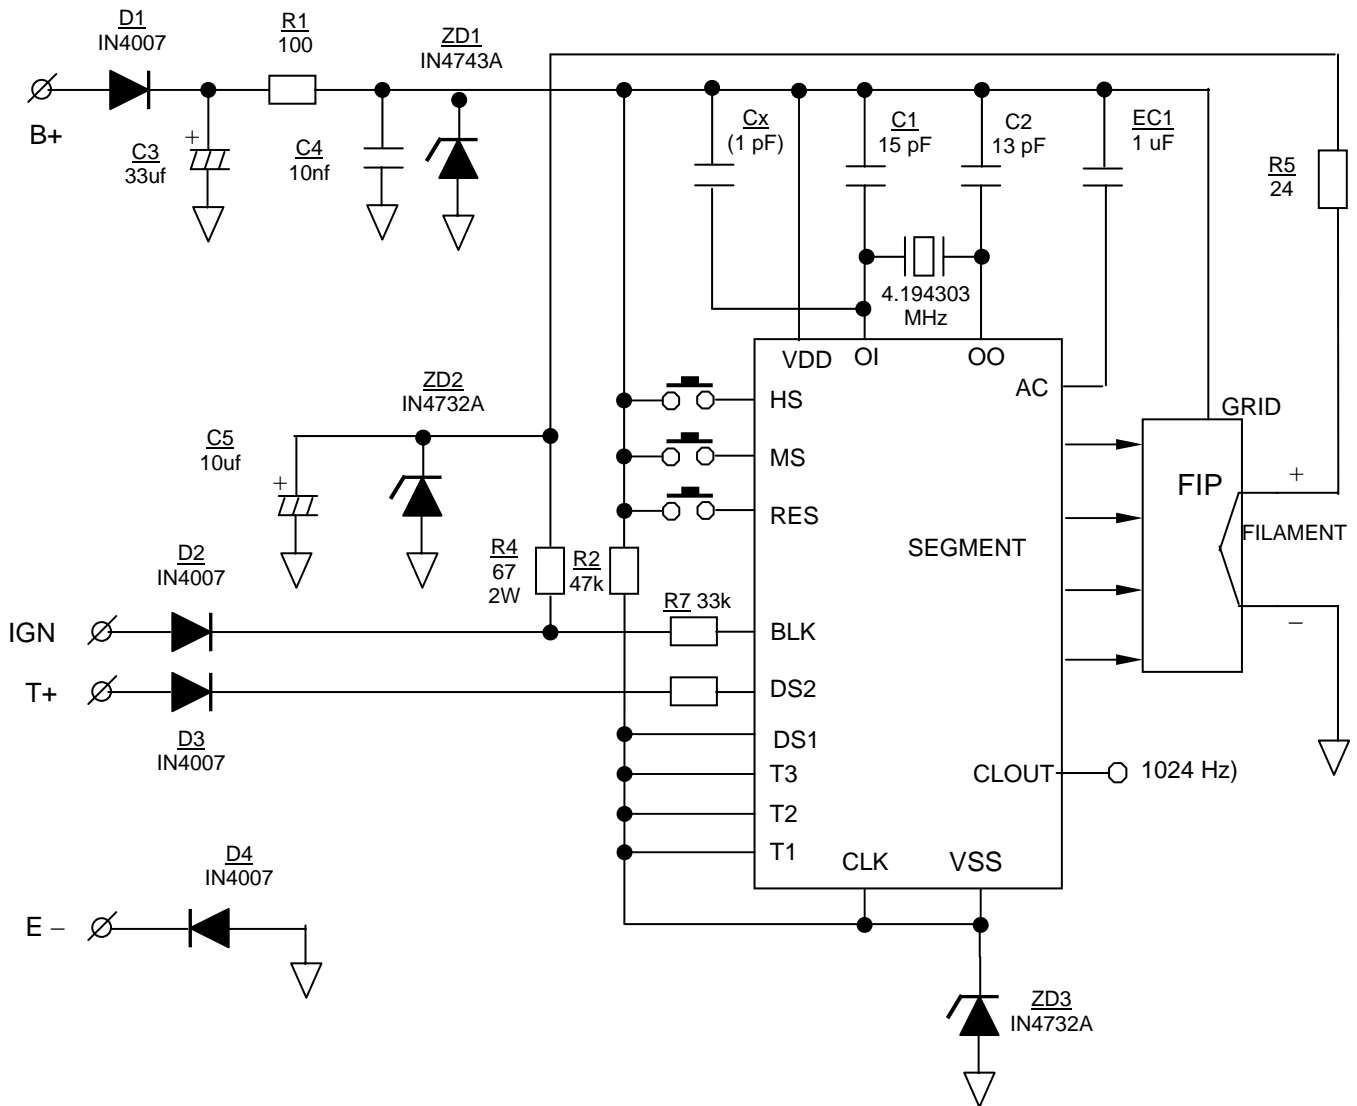 D1
IN4007
R1
100
ZD1
IN4743A
B+
+
C3
33uf
C4
10nf
Cx
(1 pF)
C1
15 pF
C2
13 pF
EC1
1 uF
R5
24
4.194303
MHz
VDD
OI
OO
AC
HS
MS
RES
SEGMENT
GRID
FIP
+
FILAMENT
−
ZD2
IN4732A
C5
10uf
+
R4
67
2W
R2
47k
D2
IN4007
IGN
R7 33k
BLK
T+
DS2
D3
IN4007
DS1
T3
T2
T1
CLOUT
1024 Hz)
CLK
VSS
D4
IN4007
E −
ZD3
IN4732A